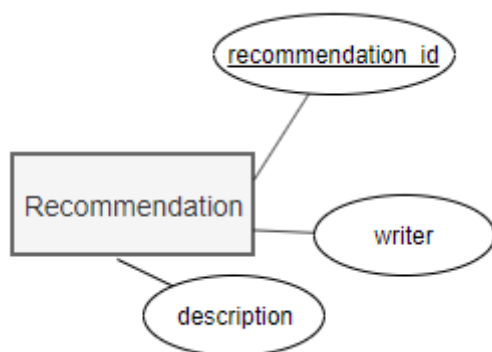 recommendation_id
Recommendation
writer
description